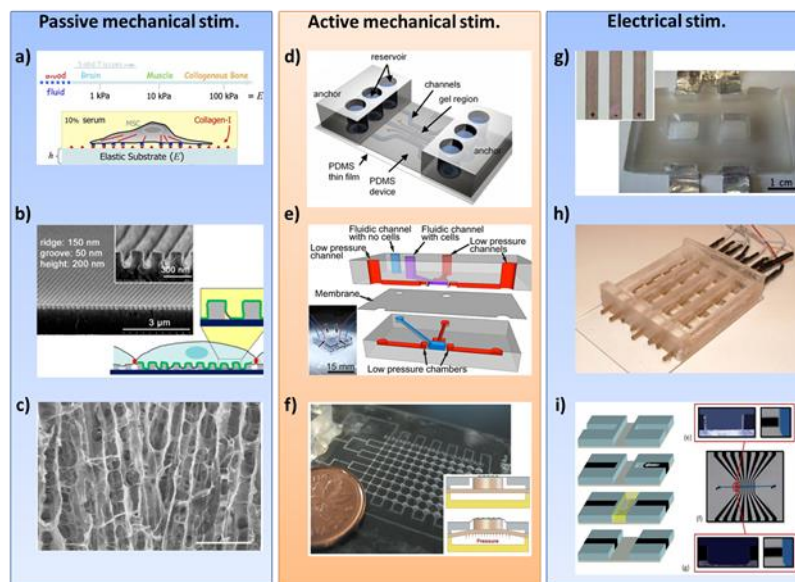 Passive mechanical stim.
a)
Brain Muscle Collagenous Bone
fluid
1 kPa 10 kPa 100 kPa = E
10% serum
MSC
Collagen-I
h
Elastic Substrate (E)
b)
ridge: 150 nm
groove: 50 nm
height: 200 nm
300 nm
3 µm
c)
Active mechanical stim.
d)
reservoir
anchor
channels
gel region
anchor
PDMS
thin film
PDMS
device
e)
Fluidic channel
with no cells
Fluidic channel
with cells
Low pressure
channel
Low pressure
channels
Membrane
15 mm
Low pressure chambers
f)
Pressure
Electrical stim.
g)
1 cm
h)
i)
(e)
(f)
(g)